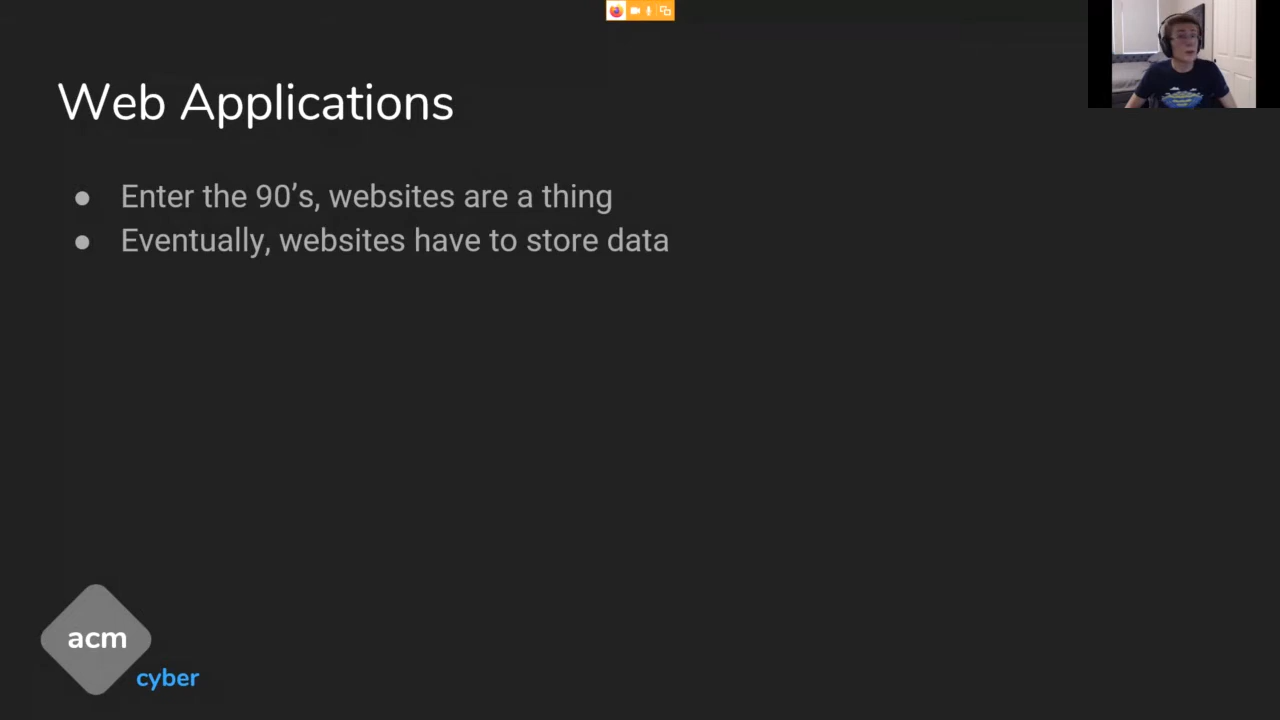 Web Applications
● Enter the 90’s, websites are a thing
● Eventually, websites have to store data
acm
cyber